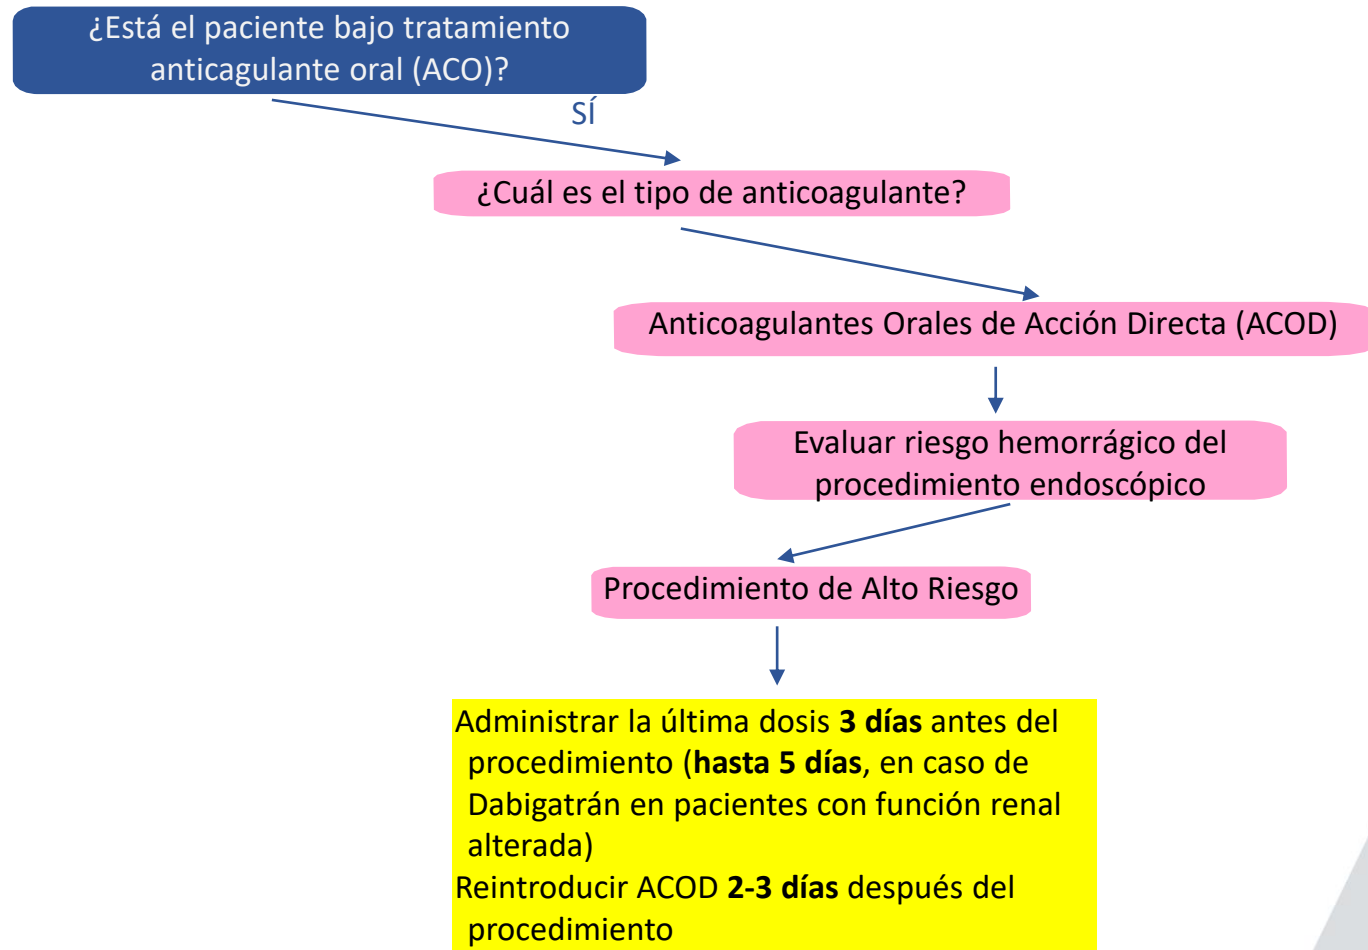 ¿Está el paciente bajo tratamiento
anticagulante oral (ACO)?
SÍ
¿Cuál es el tipo de anticoagulante?
Anticoagulantes Orales de Acción Directa (ACOD)
Evaluar riesgo hemorrágico del
procedimiento endoscópico
Procedimiento de Alto Riesgo
Administrar la última dosis 3 días antes del
procedimiento (hasta 5 días, en caso de
Dabigatrán en pacientes con función renal
alterada)
Reintroducir ACOD 2-3 días después del
procedimiento